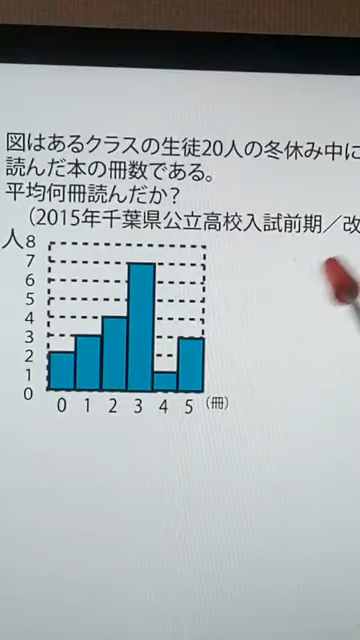 図はあるクラスの生徒20人の冬休み中に
読んだ本の冊数である。
平均何冊読んだか？
（2015年千葉県公立高校入試前期／改
人
8
7
6
5
4
3
2
1
0
0 1 2 3 4 5 （冊）